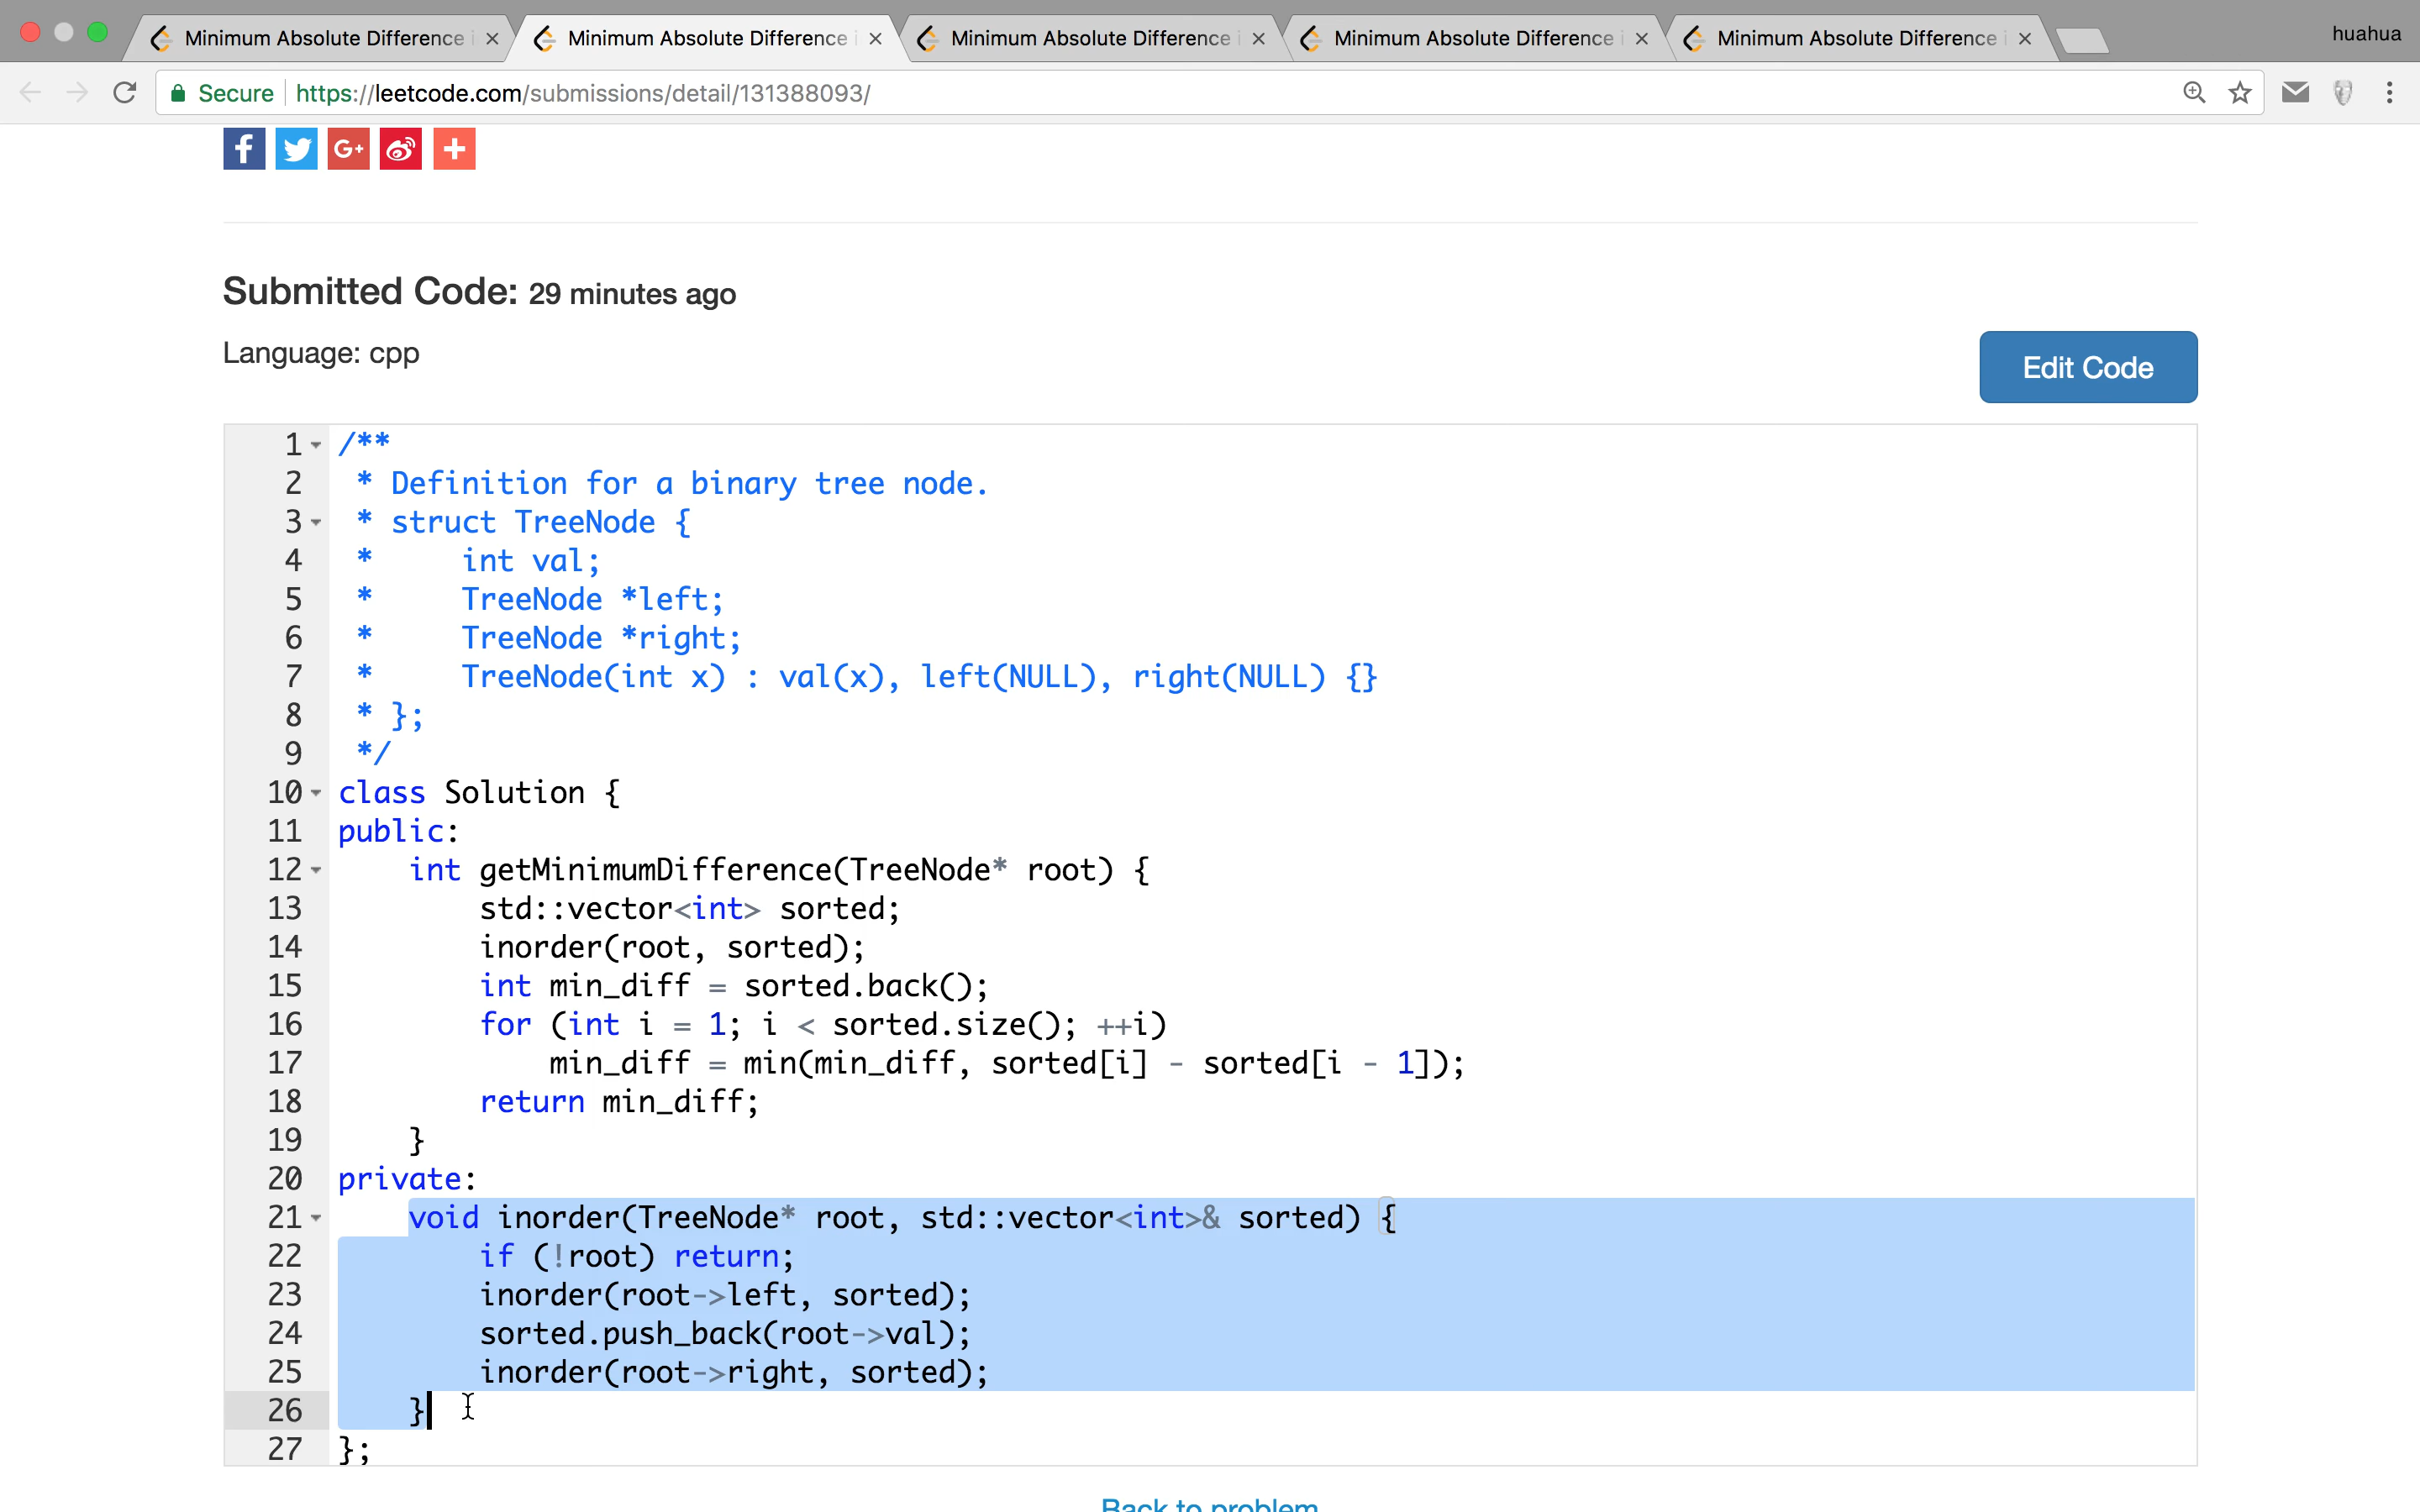 Minimum Absolute Difference i
Minimum Absolute Difference i
Minimum Absolute Difference i
Minimum Absolute Difference i
Minimum Absolute Difference i
huahua
Secure
https://leetcode.com/submissions/detail/131388093/
f
G+
+
Submitted Code: 29 minutes ago
Language: cpp
Edit Code
1 /**
2 * Definition for a binary tree node.
3 * struct TreeNode {
4 *     int val;
5 *     TreeNode *left;
6 *     TreeNode *right;
7 *     TreeNode(int x) : val(x), left(NULL), right(NULL) {}
8 * };
9 */
10 class Solution {
11 public:
12     int getMinimumDifference(TreeNode* root) {
13         std::vector<int> sorted;
14         inorder(root, sorted);
15         int min_diff = sorted.back();
16         for (int i = 1; i < sorted.size(); ++i)
17             min_diff = min(min_diff, sorted[i] - sorted[i - 1]);
18         return min_diff;
19     }
20 private:
21     void inorder(TreeNode* root, std::vector<int>& sorted) {
22         if (!root) return;
23         inorder(root->left, sorted);
24         sorted.push_back(root->val);
25         inorder(root->right, sorted);
26     }
27 };
Back to problem